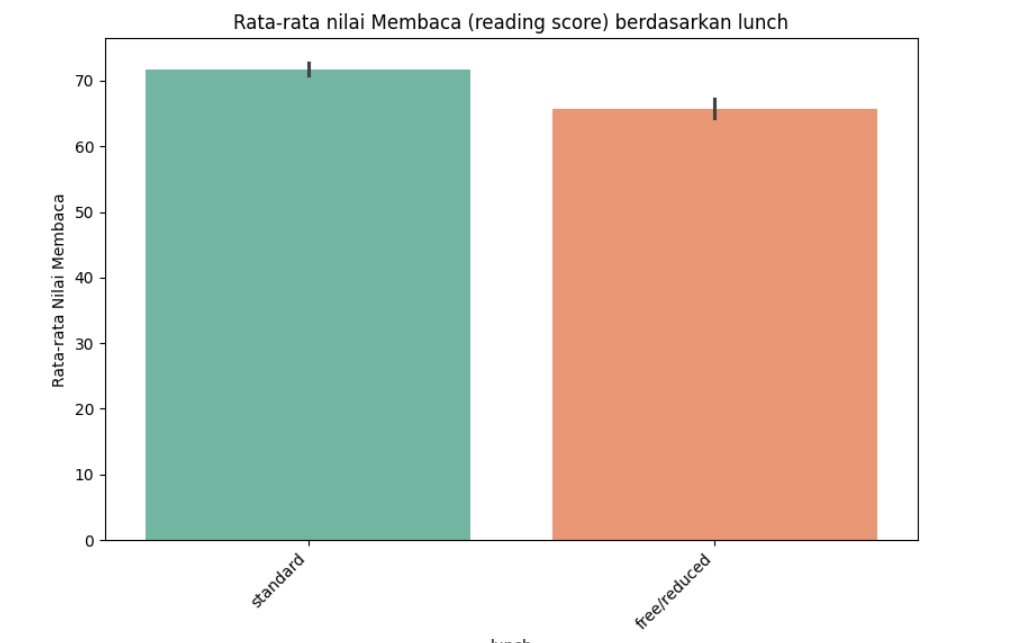 Rata-rata nilai Membaca (reading score) berdasarkan lunch
Rata-rata Nilai Membaca
70
60
50
40
30
20
10
0
standard
free/reduced
lunch